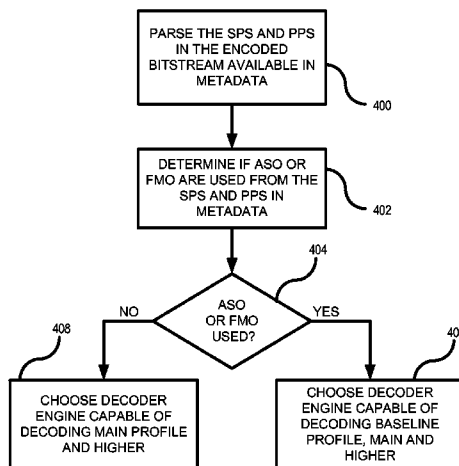 PARSE THE SPS AND PPS
IN THE ENCODED
BITSTREAM AVAILABLE IN
METADATA
400
DETERMINE IF ASO OR
FMO ARE USED FROM THE
SPS AND PPS IN
METADATA
402
404
ASO
OR FMO
USED?
NO
YES
408
CHOOSE DECODER
ENGINE CAPABLE OF
DECODING MAIN PROFILE
AND HIGHER
CHOOSE DECODER
ENGINE CAPABLE OF
DECODING BASELINE
PROFILE, MAIN AND
HIGHER